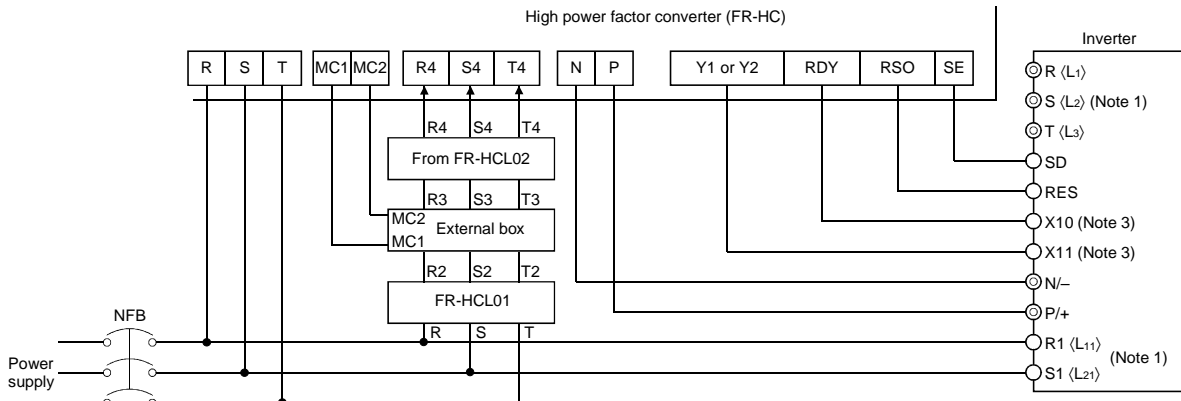 High power factor converter (FR-HC)
Inverter
R S T MC1 MC2 R4 S4 T4 N P Y1 or Y2 RDY RSO SE
R ⟨L1⟩
S ⟨L2⟩ (Note 1)
T ⟨L3⟩
R4 S4 T4
From FR-HCL02
SD
RES
R3 S3 T3
MC2
External box
MC1
X10 (Note 3)
X11 (Note 3)
R2 S2 T2
N/–
FR-HCL01
P/+
NFB
R S T
R1 ⟨L11⟩
(Note 1)
Power
supply
S1 ⟨L21⟩